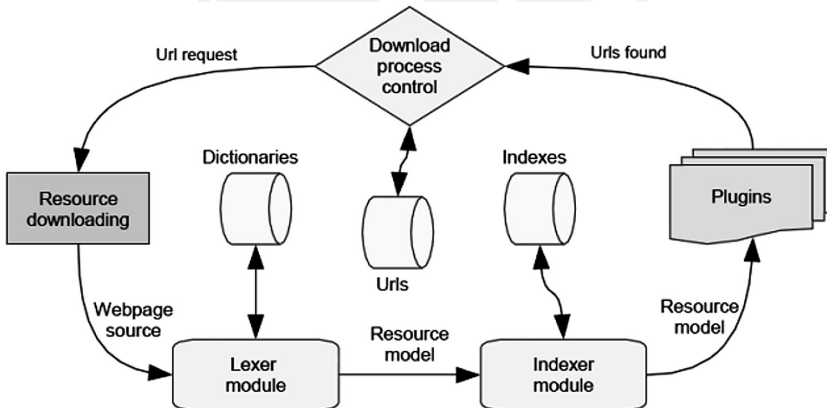 Url request
Download
process
control
Urls found
Dictionaries
Indexes
Resource
downloading
Plugins
Urls
Webpage
source
Lexer
module
Resource
model
Indexer
module
Resource
model